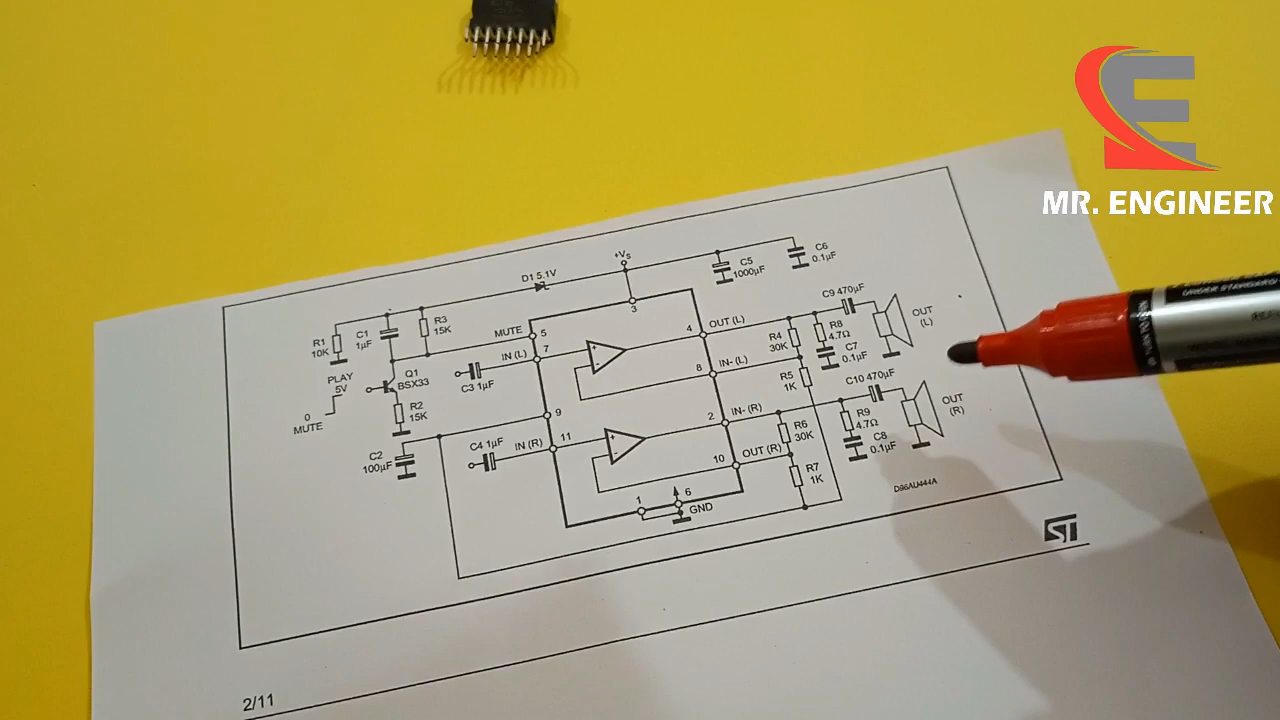 MR. ENGINEER
UNDER STANDARD
+VS
D1 5.1V
C5
1000µF
C6
0.1µF
R1
10K
C1
1µF
R3
15K
MUTE
5
3
4
OUT (L)
C9 470µF
R4
30K
R8
4.7Ω
C7
0.1µF
OUT
(L)
IN (L)
7
C3 1µF
8
IN- (L)
R5
1K
PLAY
5V
0
MUTE
Q1
BSX33
R2
15K
C10 470µF
OUT
(R)
9
2
IN- (R)
R6
30K
R9
4.7Ω
C8
0.1µF
C2
100µF
C4 1µF
IN (R)
11
10
OUT (R)
R7
1K
1
6
GND
D96AU444A
ST
2/11